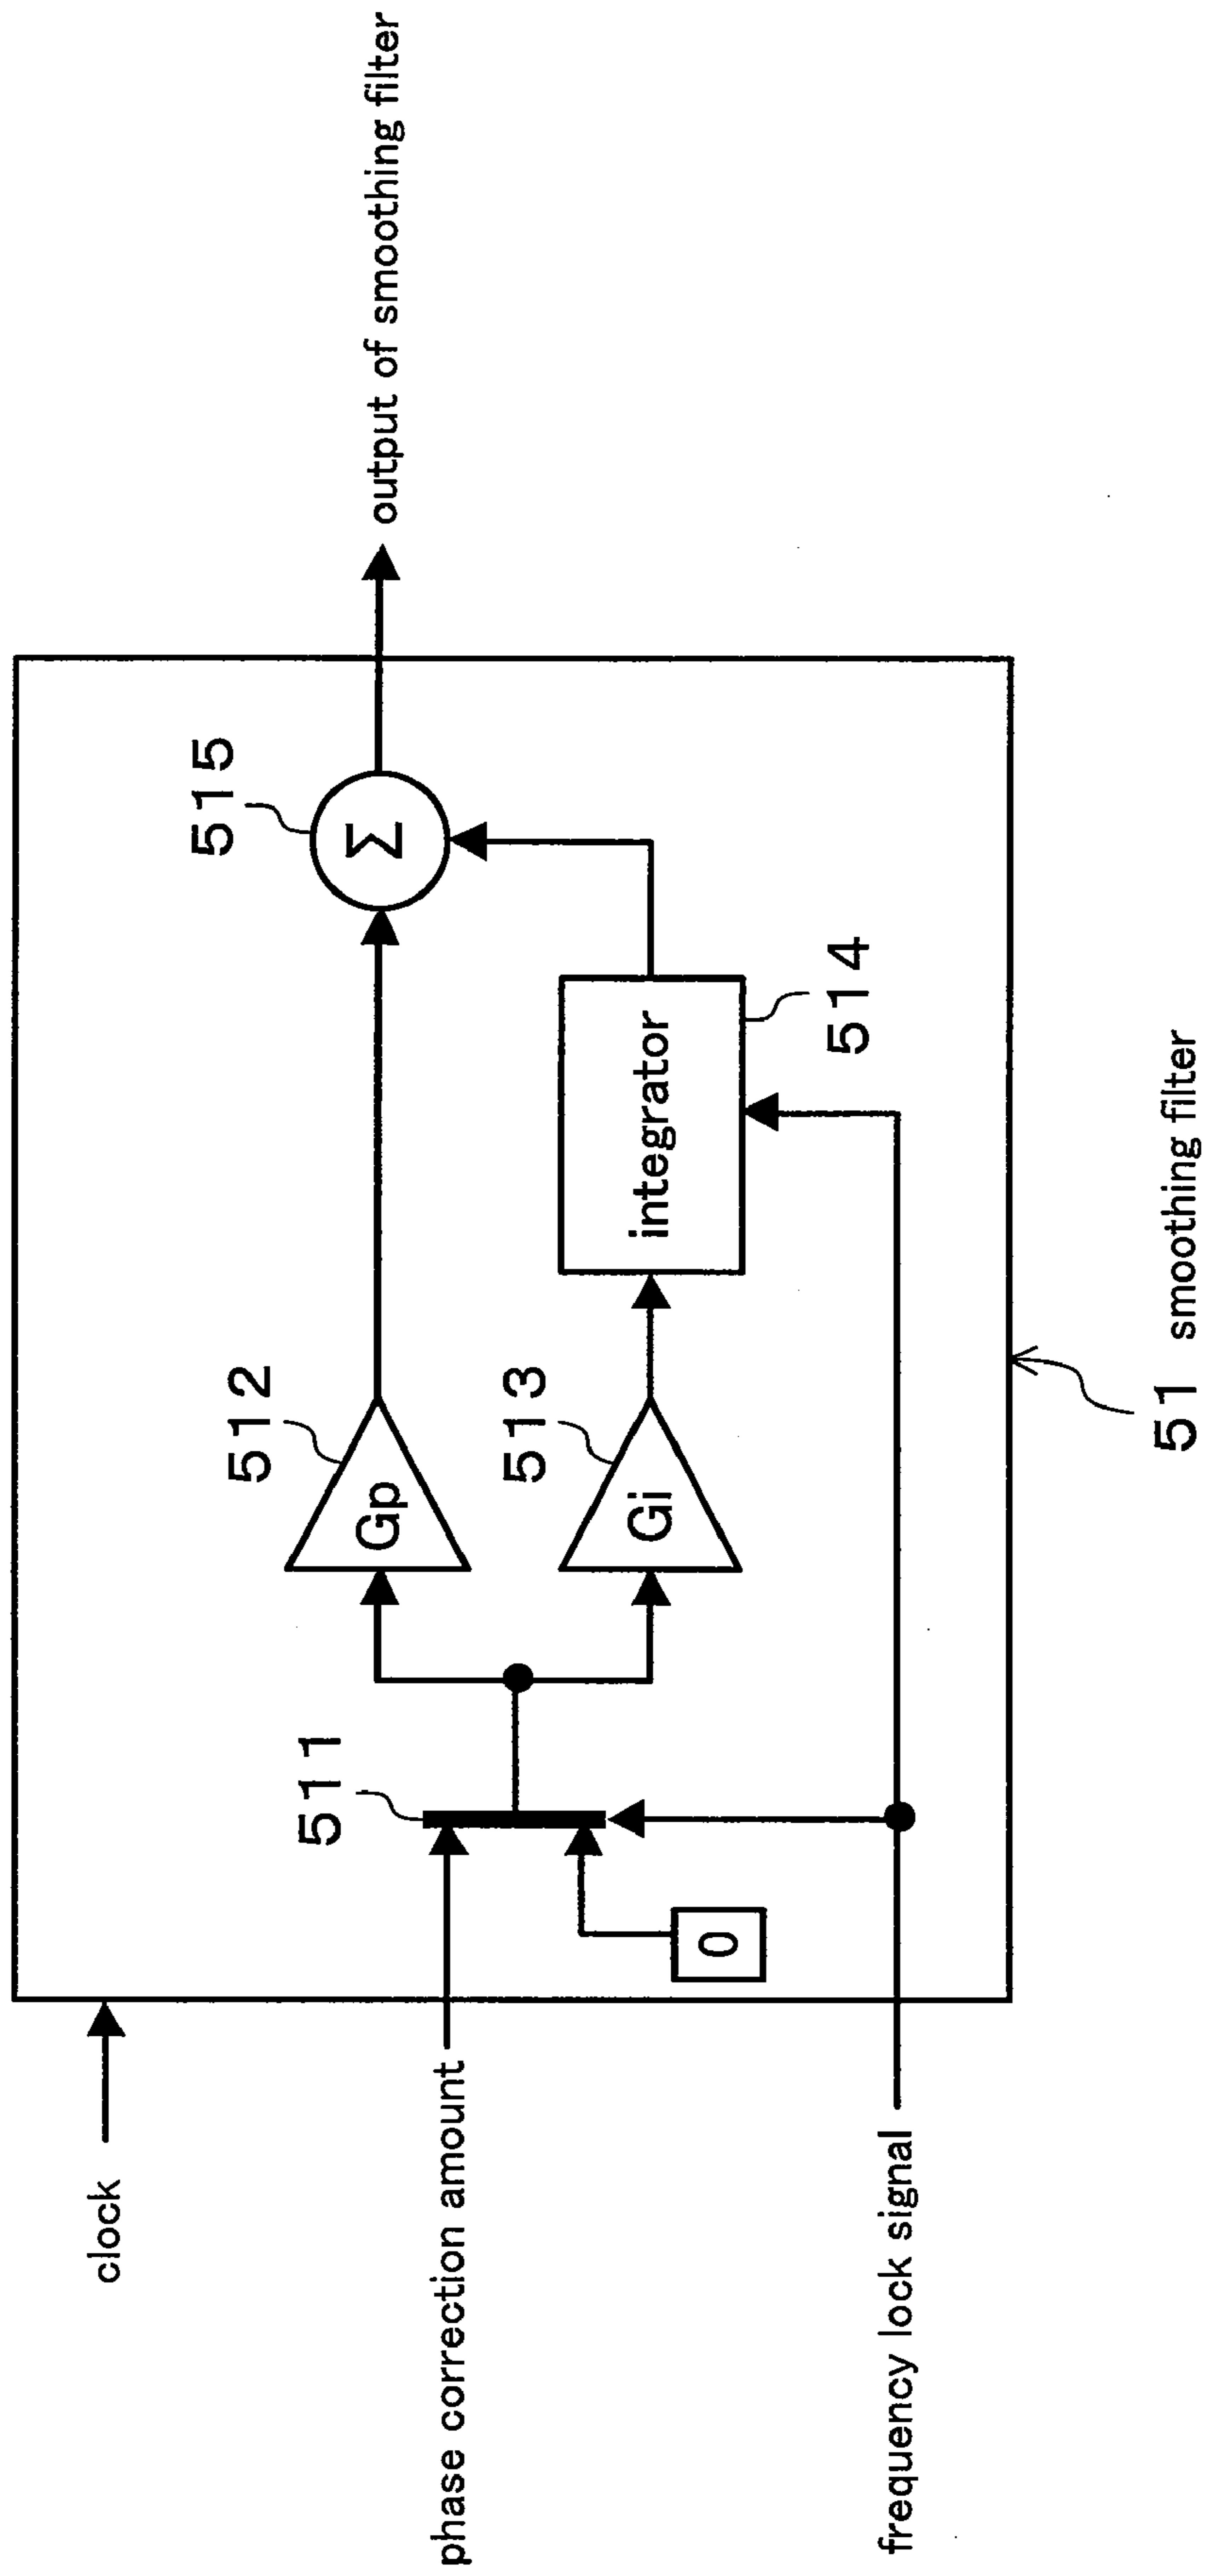 clock
phase correction amount
frequency lock signal
511
0
512
Gp
513
Gi
integrator
514
515
Σ
output of smoothing filter
51 smoothing filter